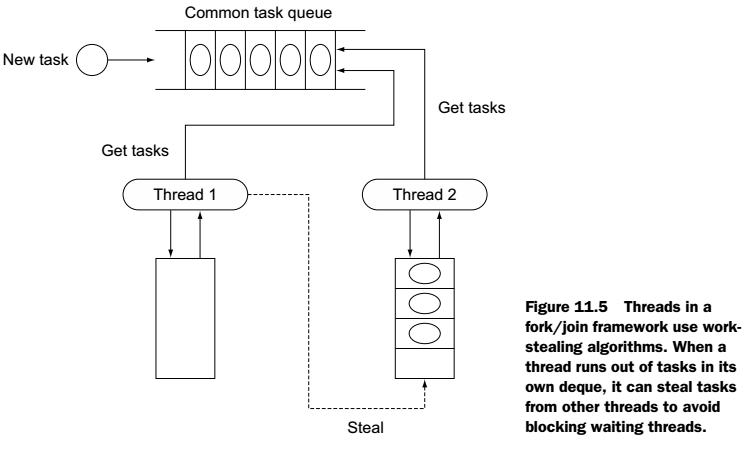 Common task queue
New task
Get tasks
Get tasks
Thread 1
Thread 2
Steal
Figure 11.5 Threads in a
fork/join framework use work-
stealing algorithms. When a
thread runs out of tasks in its
own deque, it can steal tasks
from other threads to avoid
blocking waiting threads.